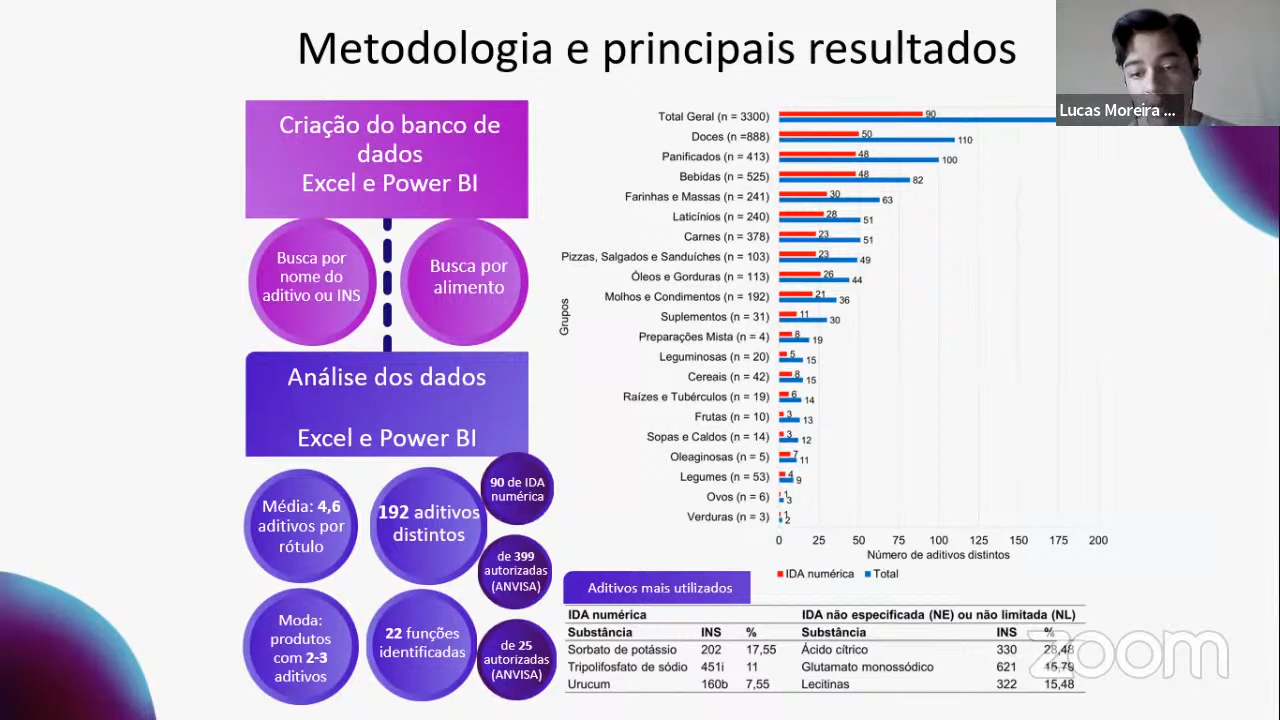 Metodologia e principais resultados
Lucas Moreira ...
Criação do banco de
dados
Excel e Power BI
Busca por
nome do
aditivo ou INS
Busca por
alimento
Análise dos dados
Excel e Power BI
Média: 4,6
aditivos por
rótulo
192 aditivos
distintos
90 de IDA
numérica
de 399
autorizadas
(ANVISA)
Moda:
produtos
com 2-3
aditivos
22 funções
identificadas
de 25
autorizadas
(ANVISA)
Grupos
Total Geral (n = 3300) 90
Doces (n =888) 50 110
Panificados (n = 413) 48 100
Bebidas (n = 525) 48 82
Farinhas e Massas (n = 241) 30 63
Laticínios (n = 240) 28 51
Carnes (n = 378) 23 51
Pizzas, Salgados e Sanduíches (n = 103) 23 49
Óleos e Gorduras (n = 113) 26 44
Molhos e Condimentos (n = 192) 21 36
Suplementos (n = 31) 11 30
Preparações Mista (n = 4) 8 19
Leguminosas (n = 20) 5 15
Cereais (n = 42) 8 15
Raízes e Tubérculos (n = 19) 6 14
Frutas (n = 10) 3 13
Sopas e Caldos (n = 14) 3 12
Oleaginosas (n = 5) 7 11
Legumes (n = 53) 4 9
Ovos (n = 6) 1 3
Verduras (n = 3) 1 2
0 25 50 75 100 125 150 175 200
Número de aditivos distintos
IDA numérica Total
Aditivos mais utilizados
IDA numérica IDA não especificada (NE) ou não limitada (NL)
Substância INS % Substância INS %
Sorbato de potássio 202 17,55 Ácido cítrico 330 28,48
Tripolifosfato de sódio 451i 11 Glutamato monossódico 621 15,79
Urucum 160b 7,55 Lecitinas 322 15,48
zoom